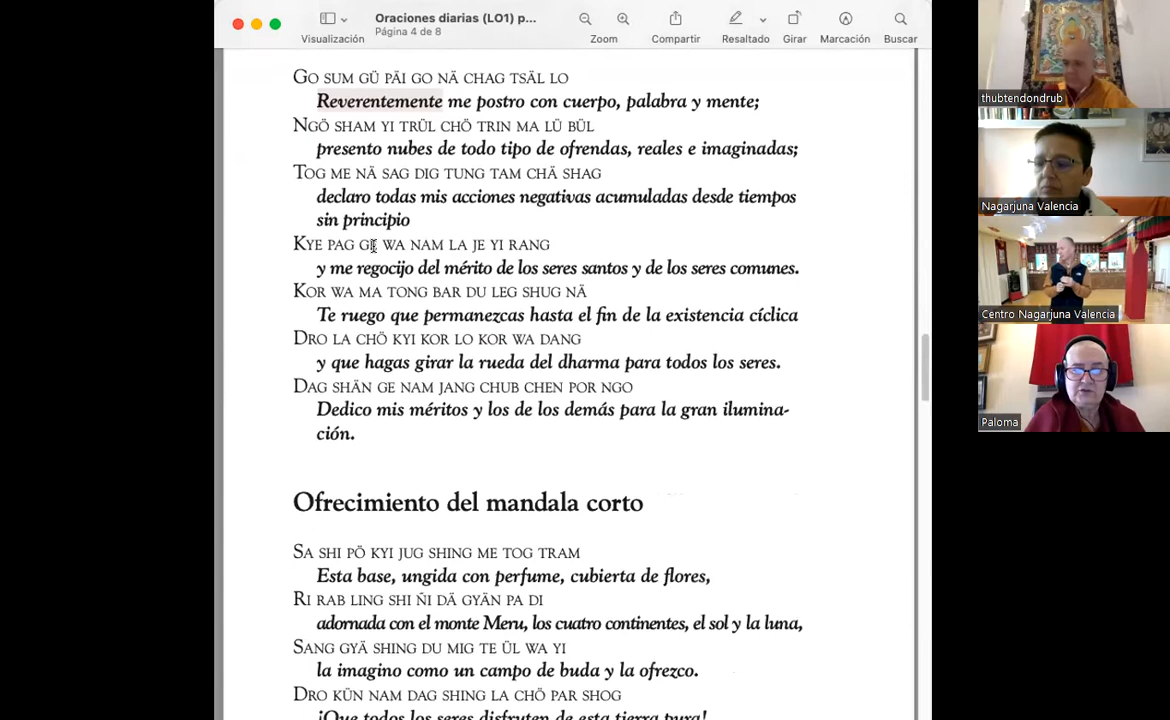 Oraciones diarias (LO1) p...
Página 4 de 8
Visualización
Zoom
Compartir
Resaltado
Girar
Marcación
Buscar
GO SUM GÜ PÄI GO NÄ CHAG TSÄL LO
Reverentemente me postro con cuerpo, palabra y mente;
NGÖ SHAM YI TRÜL CHÖ TRIN MA LÜ BÜL
presento nubes de todo tipo de ofrendas, reales e imaginadas;
TOG ME NÄ SAG DIG TUNG TAM CHÄ SHAG
declaro todas mis acciones negativas acumuladas desde tiempos
sin principio
KYE PAG GE WA NAM LA JE YI RANG
y me regocijo del mérito de los seres santos y de los seres comunes.
KOR WA MA TONG BAR DU LEG SHUG NÄ
Te ruego que permanezcas hasta el fin de la existencia cíclica
DRO LA CHÖ KYI KOR LO KOR WA DANG
y que hagas girar la rueda del dharma para todos los seres.
DAG SHÄN GE NAM JANG CHUB CHEN POR NGO
Dedico mis méritos y los de los demás para la gran ilumina-
ción.
Ofrecimiento del mandala corto
SA SHI PÖ KYI JUG SHING ME TOG TRAM
Esta base, ungida con perfume, cubierta de flores,
RI RAB LING SHI ÑI DÄ GYÄN PA DI
adornada con el monte Meru, los cuatro continentes, el sol y la luna,
SANG GYÄ SHING DU MIG TE ÜL WA YI
la imagino como un campo de buda y la ofrezco.
DRO KÜN NAM DAG SHING LA CHÖ PAR SHOG
¡Que todos los seres disfruten de esta tierra pura!
thubtendondrub
Nagarjuna Valencia
Centro Nagarjuna Valencia
Paloma